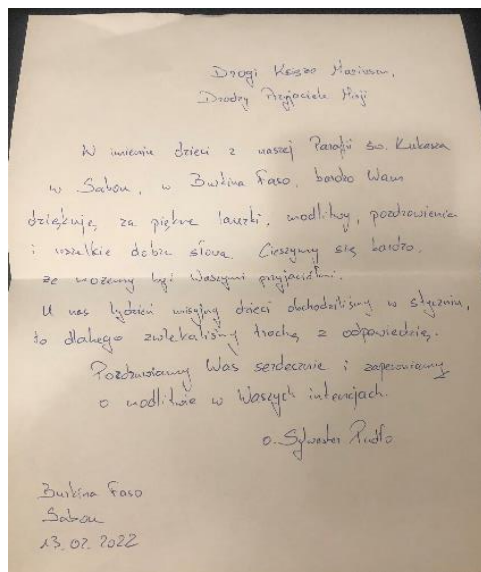 Drogi Księże Mariuszu,
Drodzy Przyjaciele Misji
W imieniu dzieci z naszej Parafii św. Łukasza
w Sabou, w Burkina Faso, bardzo Wam
dziękuję za piękne laurki, modlitwy, pozdrowienia
i wszelkie dobre słowa. Cieszymy się bardzo,
że możemy być Waszymi przyjaciółmi.
U nas tydzień misyjny dzieci obchodziliśmy w styczniu,
to dlatego zwlekaliśmy trochę z odpowiedzią.
Pozdrawiamy Was serdecznie i zapewniamy
o modlitwie w Waszych intencjach.
o. Sylwester Pudło
Burkina Faso
Sabou
13.02.2022